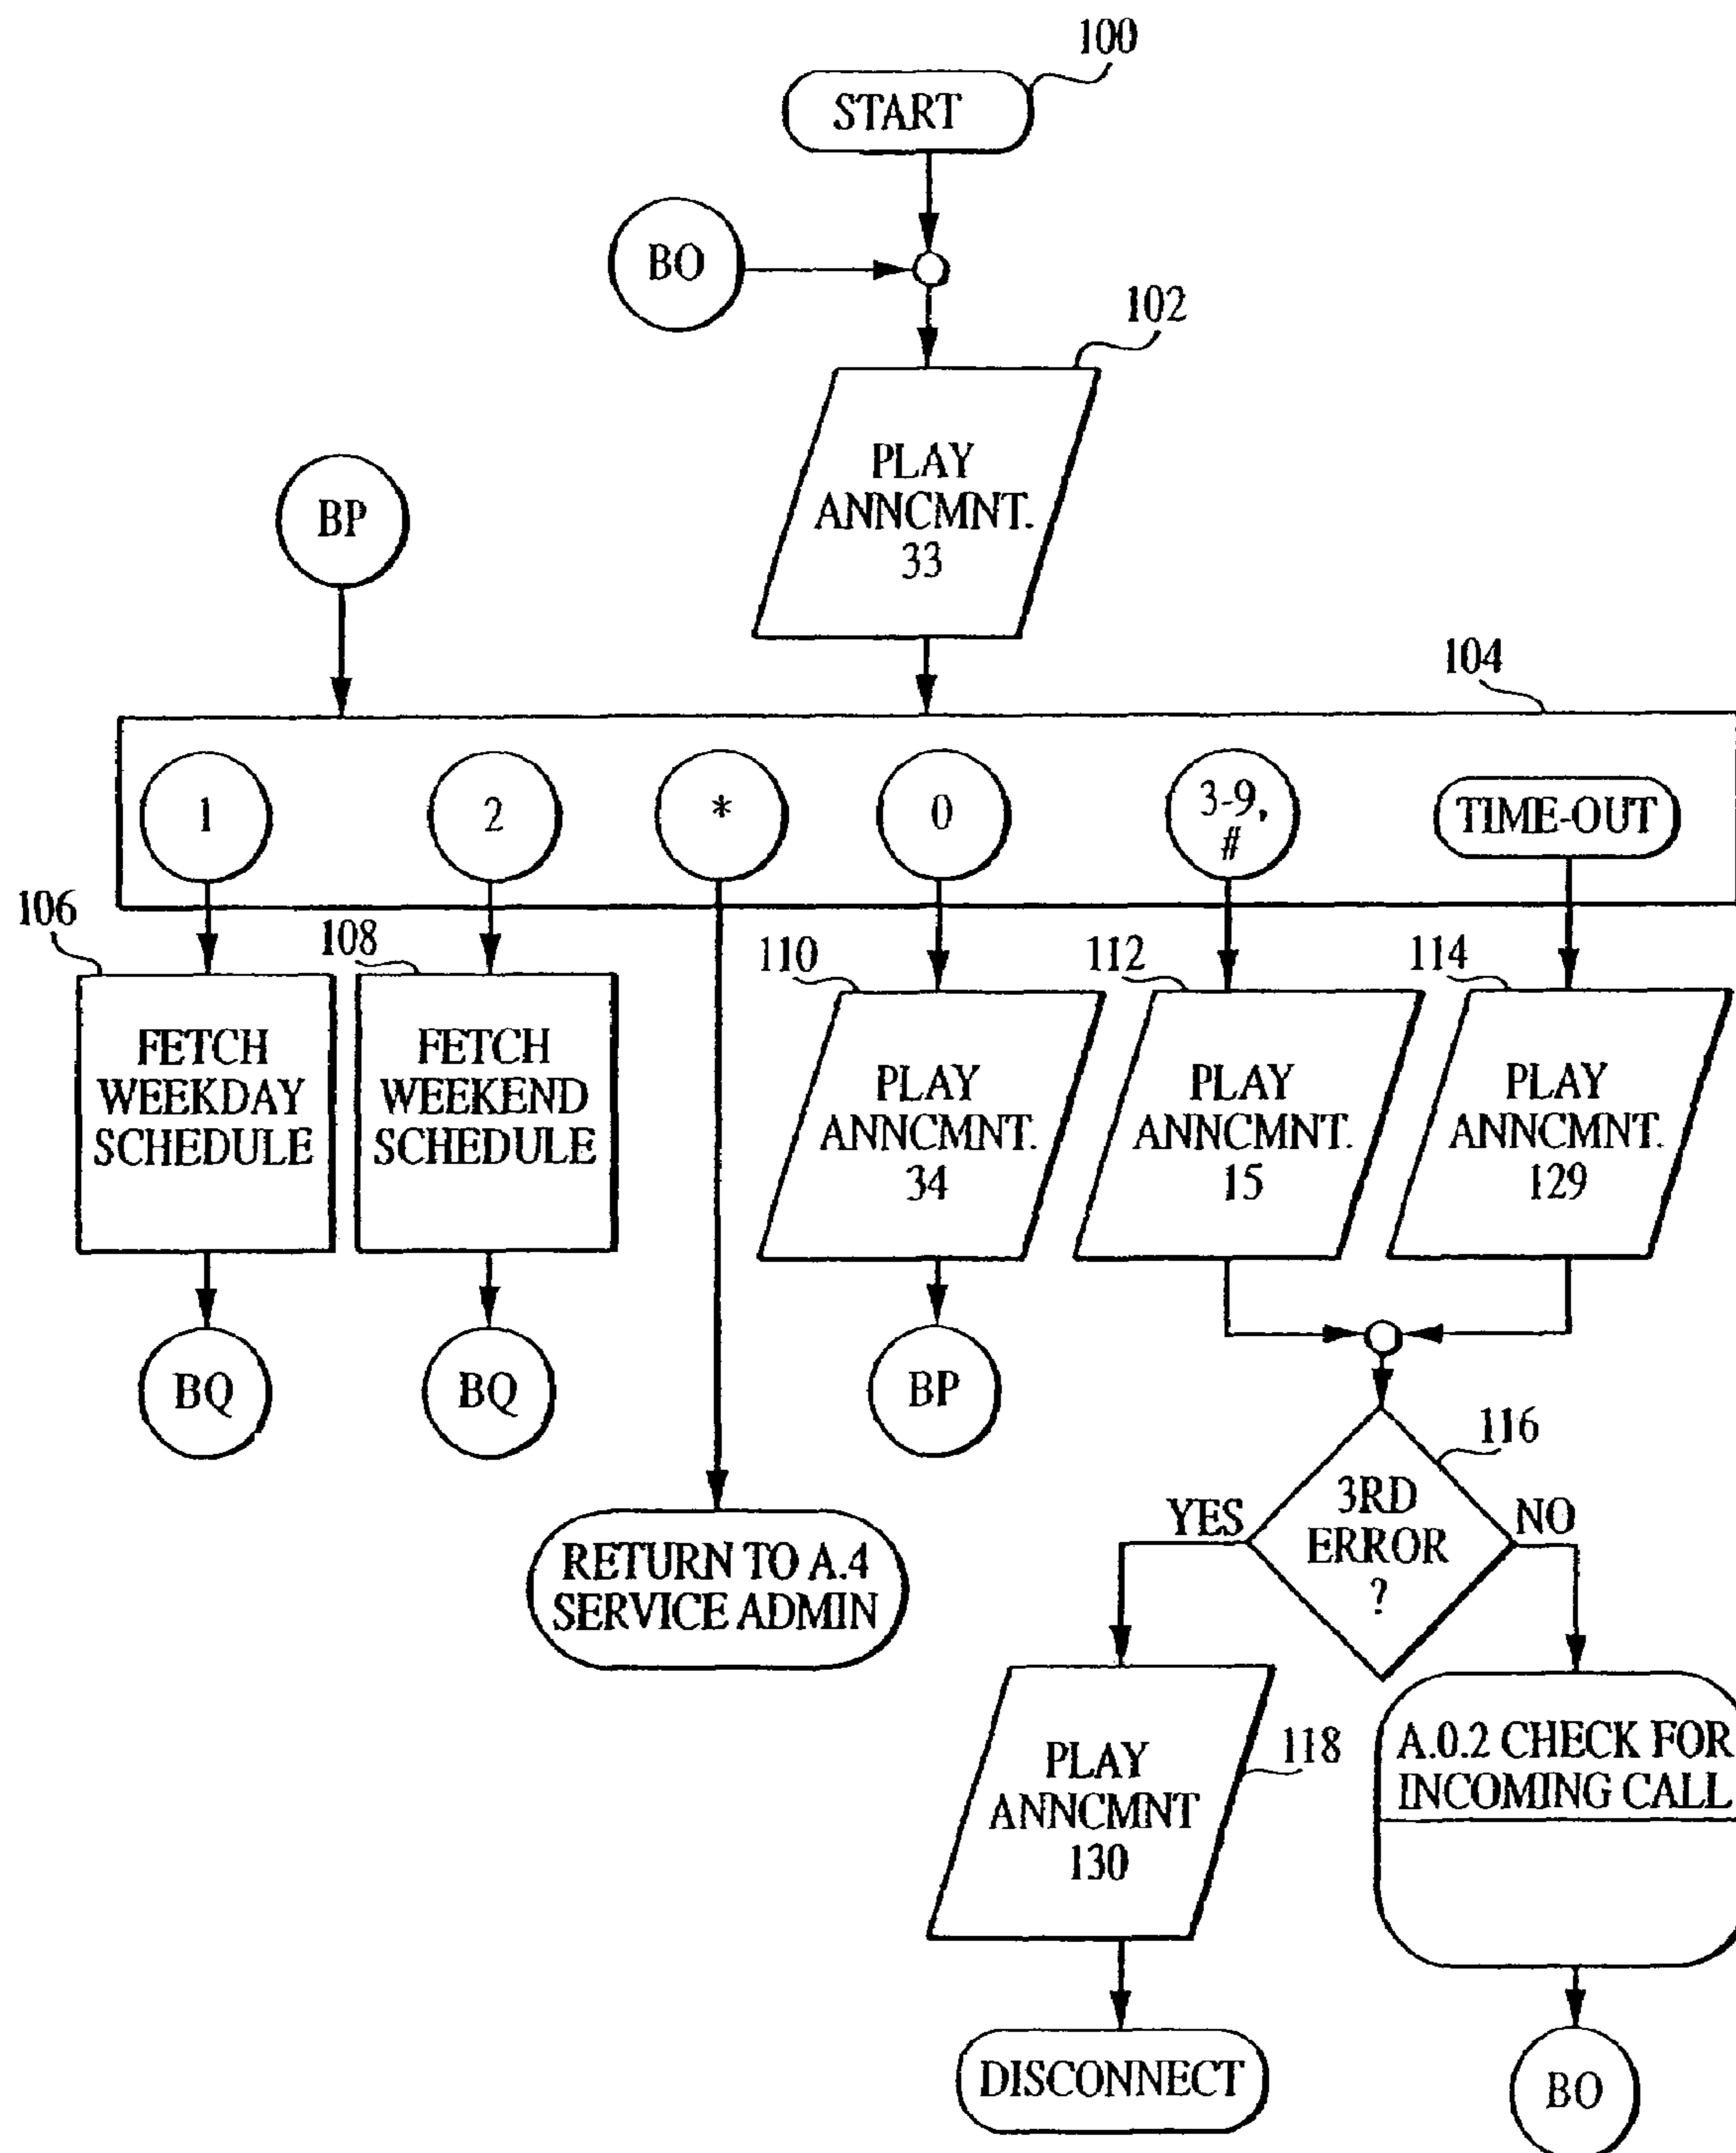 100
START
BO
102
PLAY
ANNCMNT.
33
BP
104
1
2
*
0
3-9,
#
TIME-OUT
106
108
110
112
114
FETCH
WEEKDAY
SCHEDULE
FETCH
WEEKEND
SCHEDULE
PLAY
ANNCMNT.
34
PLAY
ANNCMNT.
15
PLAY
ANNCMNT.
129
BQ
BQ
BP
116
3RD
ERROR
?
YES
NO
RETURN TO A.4
SERVICE ADMIN
118
PLAY
ANNCMNT
130
A.0.2 CHECK FOR
INCOMING CALL
DISCONNECT
BO